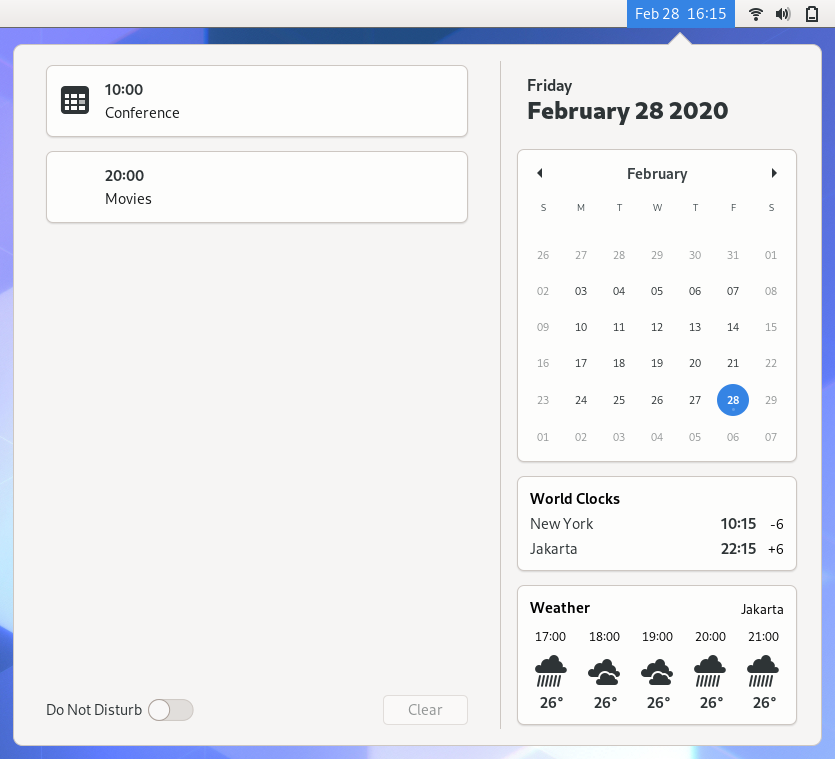 Feb 28 16:15
10:00
Conference
20:00
Movies
Do Not Disturb
Clear
Friday
February 28 2020
February
S M T W T F S
26 27 28 29 30 31 01
02 03 04 05 06 07 08
09 10 11 12 13 14 15
16 17 18 19 20 21 22
23 24 25 26 27 28 29
01 02 03 04 05 06 07
World Clocks
New York 10:15 -6
Jakarta 22:15 +6
Weather Jakarta
17:00 18:00 19:00 20:00 21:00
26° 26° 26° 26° 26°